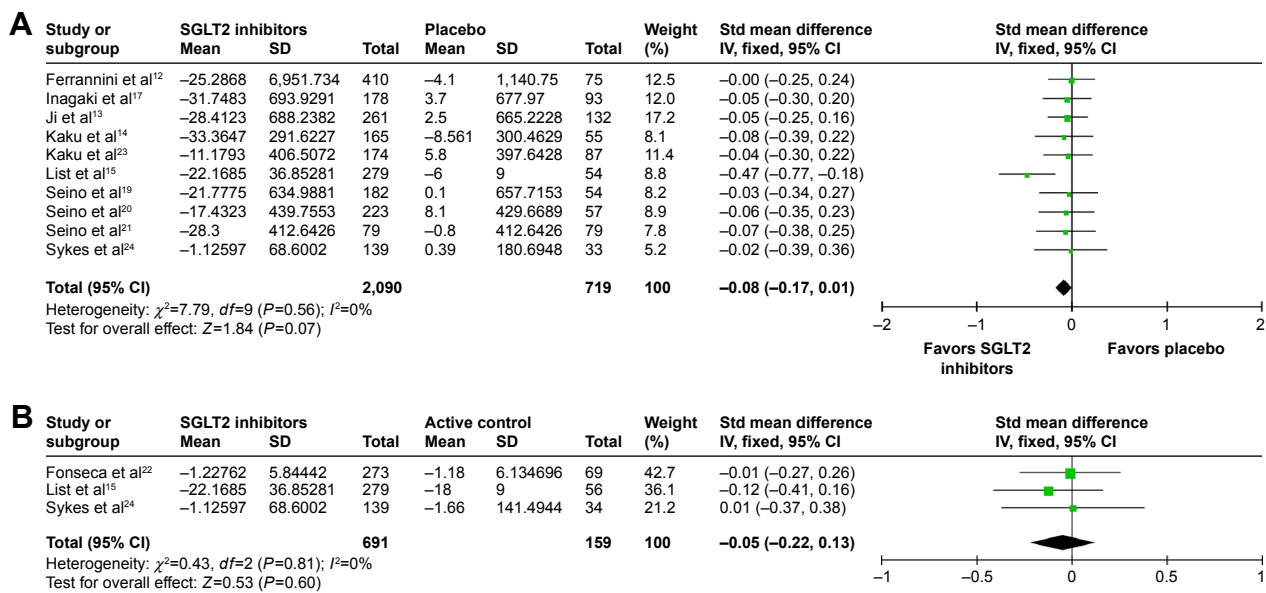 A
Study or subgroup SGLT2 inhibitors Placebo Weight (%) Std mean difference IV, fixed, 95% CI Std mean difference IV, fixed, 95% CI
Mean SD Total Mean SD Total
Ferrannini et al12 –25.2868 6,951.734 410 –4.1 1,140.75 75 12.5 –0.00 (–0.25, 0.24)
Inagaki et al17 –31.7483 693.9291 178 3.7 677.97 93 12.0 –0.05 (–0.30, 0.20)
Ji et al13 –28.4123 688.2382 261 2.5 665.2228 132 17.2 –0.05 (–0.25, 0.16)
Kaku et al14 –33.3647 291.6227 165 –8.561 300.4629 55 8.1 –0.08 (–0.39, 0.22)
Kaku et al23 –11.1793 406.5072 174 5.8 397.6428 87 11.4 –0.04 (–0.30, 0.22)
List et al15 –22.1685 36.85281 279 –6 9 54 8.8 –0.47 (–0.77, –0.18)
Seino et al19 –21.7775 634.9881 182 0.1 657.7153 54 8.2 –0.03 (–0.34, 0.27)
Seino et al20 –17.4323 439.7553 223 8.1 429.6689 57 8.9 –0.06 (–0.35, 0.23)
Seino et al21 –28.3 412.6426 79 –0.8 412.6426 79 7.8 –0.07 (–0.38, 0.25)
Sykes et al24 –1.12597 68.6002 139 0.39 180.6948 33 5.2 –0.02 (–0.39, 0.36)
Total (95% CI) 2,090 719 100 –0.08 (–0.17, 0.01)
Heterogeneity: χ2=7.79, df=9 (P=0.56); I2=0%
Test for overall effect: Z=1.84 (P=0.07)
–2 –1 0 1 2
Favors SGLT2 inhibitors Favors placebo
B
Study or subgroup SGLT2 inhibitors Active control Weight (%) Std mean difference IV, fixed, 95% CI Std mean difference IV, fixed, 95% CI
Mean SD Total Mean SD Total
Fonseca et al22 –1.22762 5.84442 273 –1.18 6.134696 69 42.7 –0.01 (–0.27, 0.26)
List et al15 –22.1685 36.85281 279 –18 9 56 36.1 –0.12 (–0.41, 0.16)
Sykes et al24 –1.12597 68.6002 139 –1.66 141.4944 34 21.2 0.01 (–0.37, 0.38)
Total (95% CI) 691 159 100 –0.05 (–0.22, 0.13)
Heterogeneity: χ2=0.43, df=2 (P=0.81); I2=0%
Test for overall effect: Z=0.53 (P=0.60)
–1 –0.5 0 0.5 1